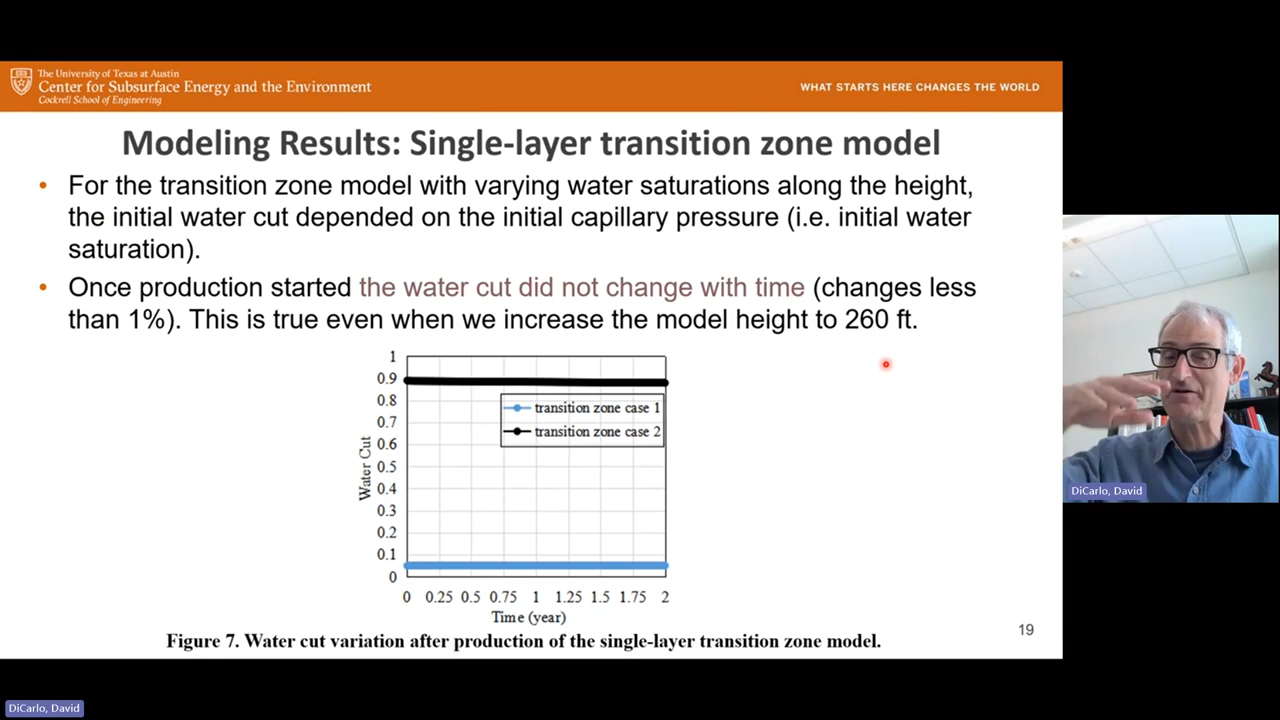 The University of Texas at Austin
Center for Subsurface Energy and the Environment
Cockrell School of Engineering
WHAT STARTS HERE CHANGES THE WORLD
Modeling Results: Single-layer transition zone model
• For the transition zone model with varying water saturations along the height,
the initial water cut depended on the initial capillary pressure (i.e. initial water
saturation).
• Once production started the water cut did not change with time (changes less
than 1%). This is true even when we increase the model height to 260 ft.
1
0.9
0.8
0.7
0.6
0.5
0.4
0.3
0.2
0.1
0
Water Cut
transition zone case 1
transition zone case 2
0 0.25 0.5 0.75 1 1.25 1.5 1.75 2
Time (year)
Figure 7. Water cut variation after production of the single-layer transition zone model.
19
DiCarlo, David
DiCarlo, David